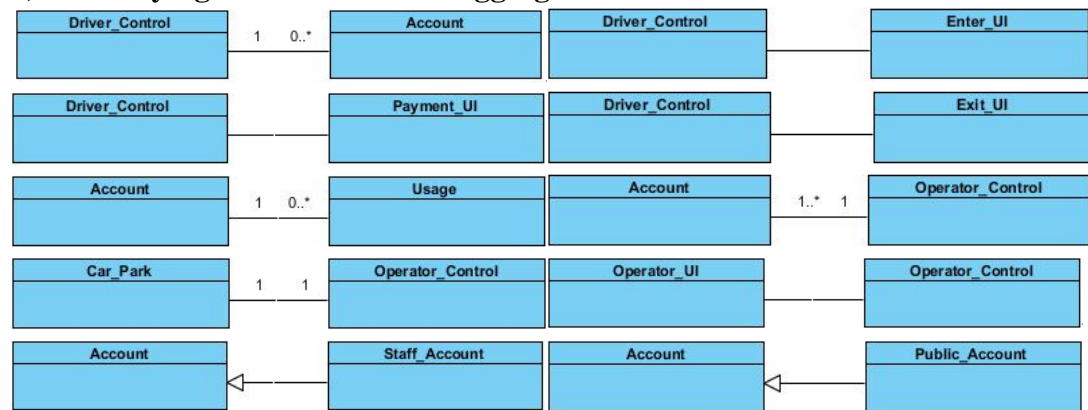 Driver_Control 1 0..* Account Driver_Control Enter_UI
Driver_Control Payment_UI Driver_Control Exit_UI
Account 1 0..* Usage Account 1..* 1 Operator_Control
Car_Park 1 1 Operator_Control Operator_UI Operator_Control
Account Staff_Account Account Public_Account